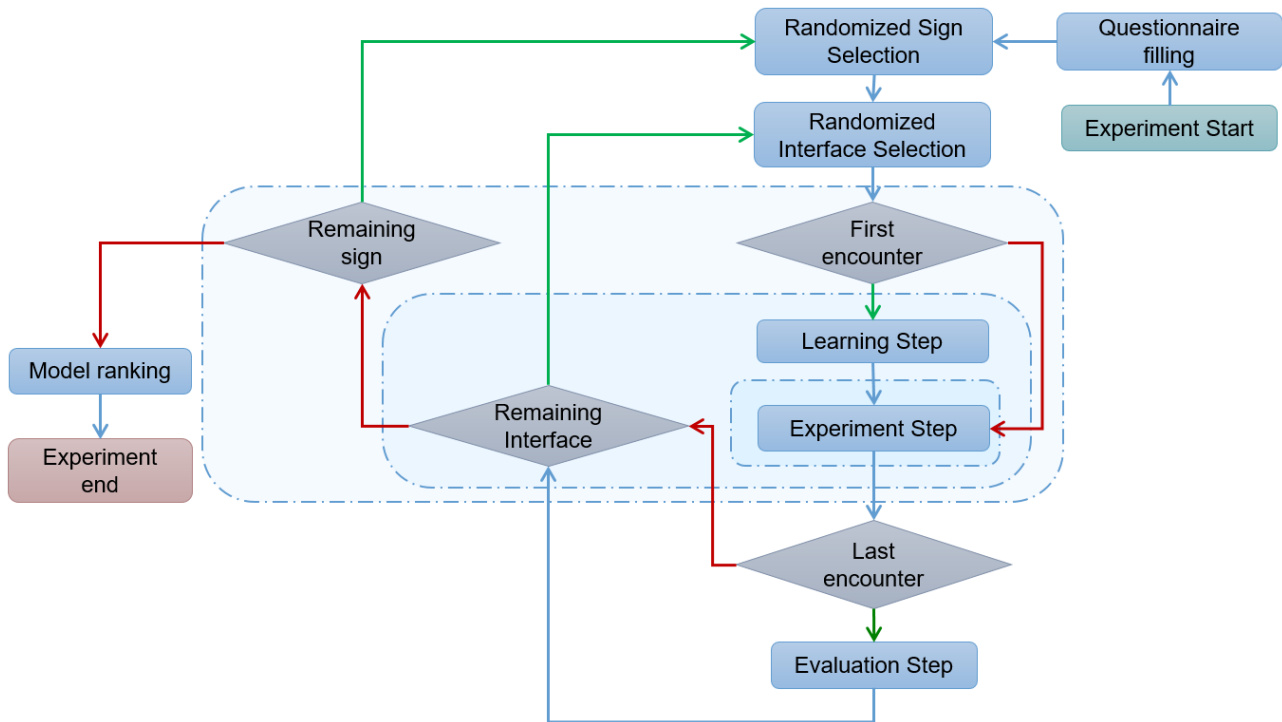 Randomized Sign
Selection
Questionnaire
filling
Randomized
Interface Selection
Experiment Start
Remaining
sign
First
encounter
Learning Step
Model ranking
Remaining
Interface
Experiment Step
Experiment
end
Last
encounter
Evaluation Step